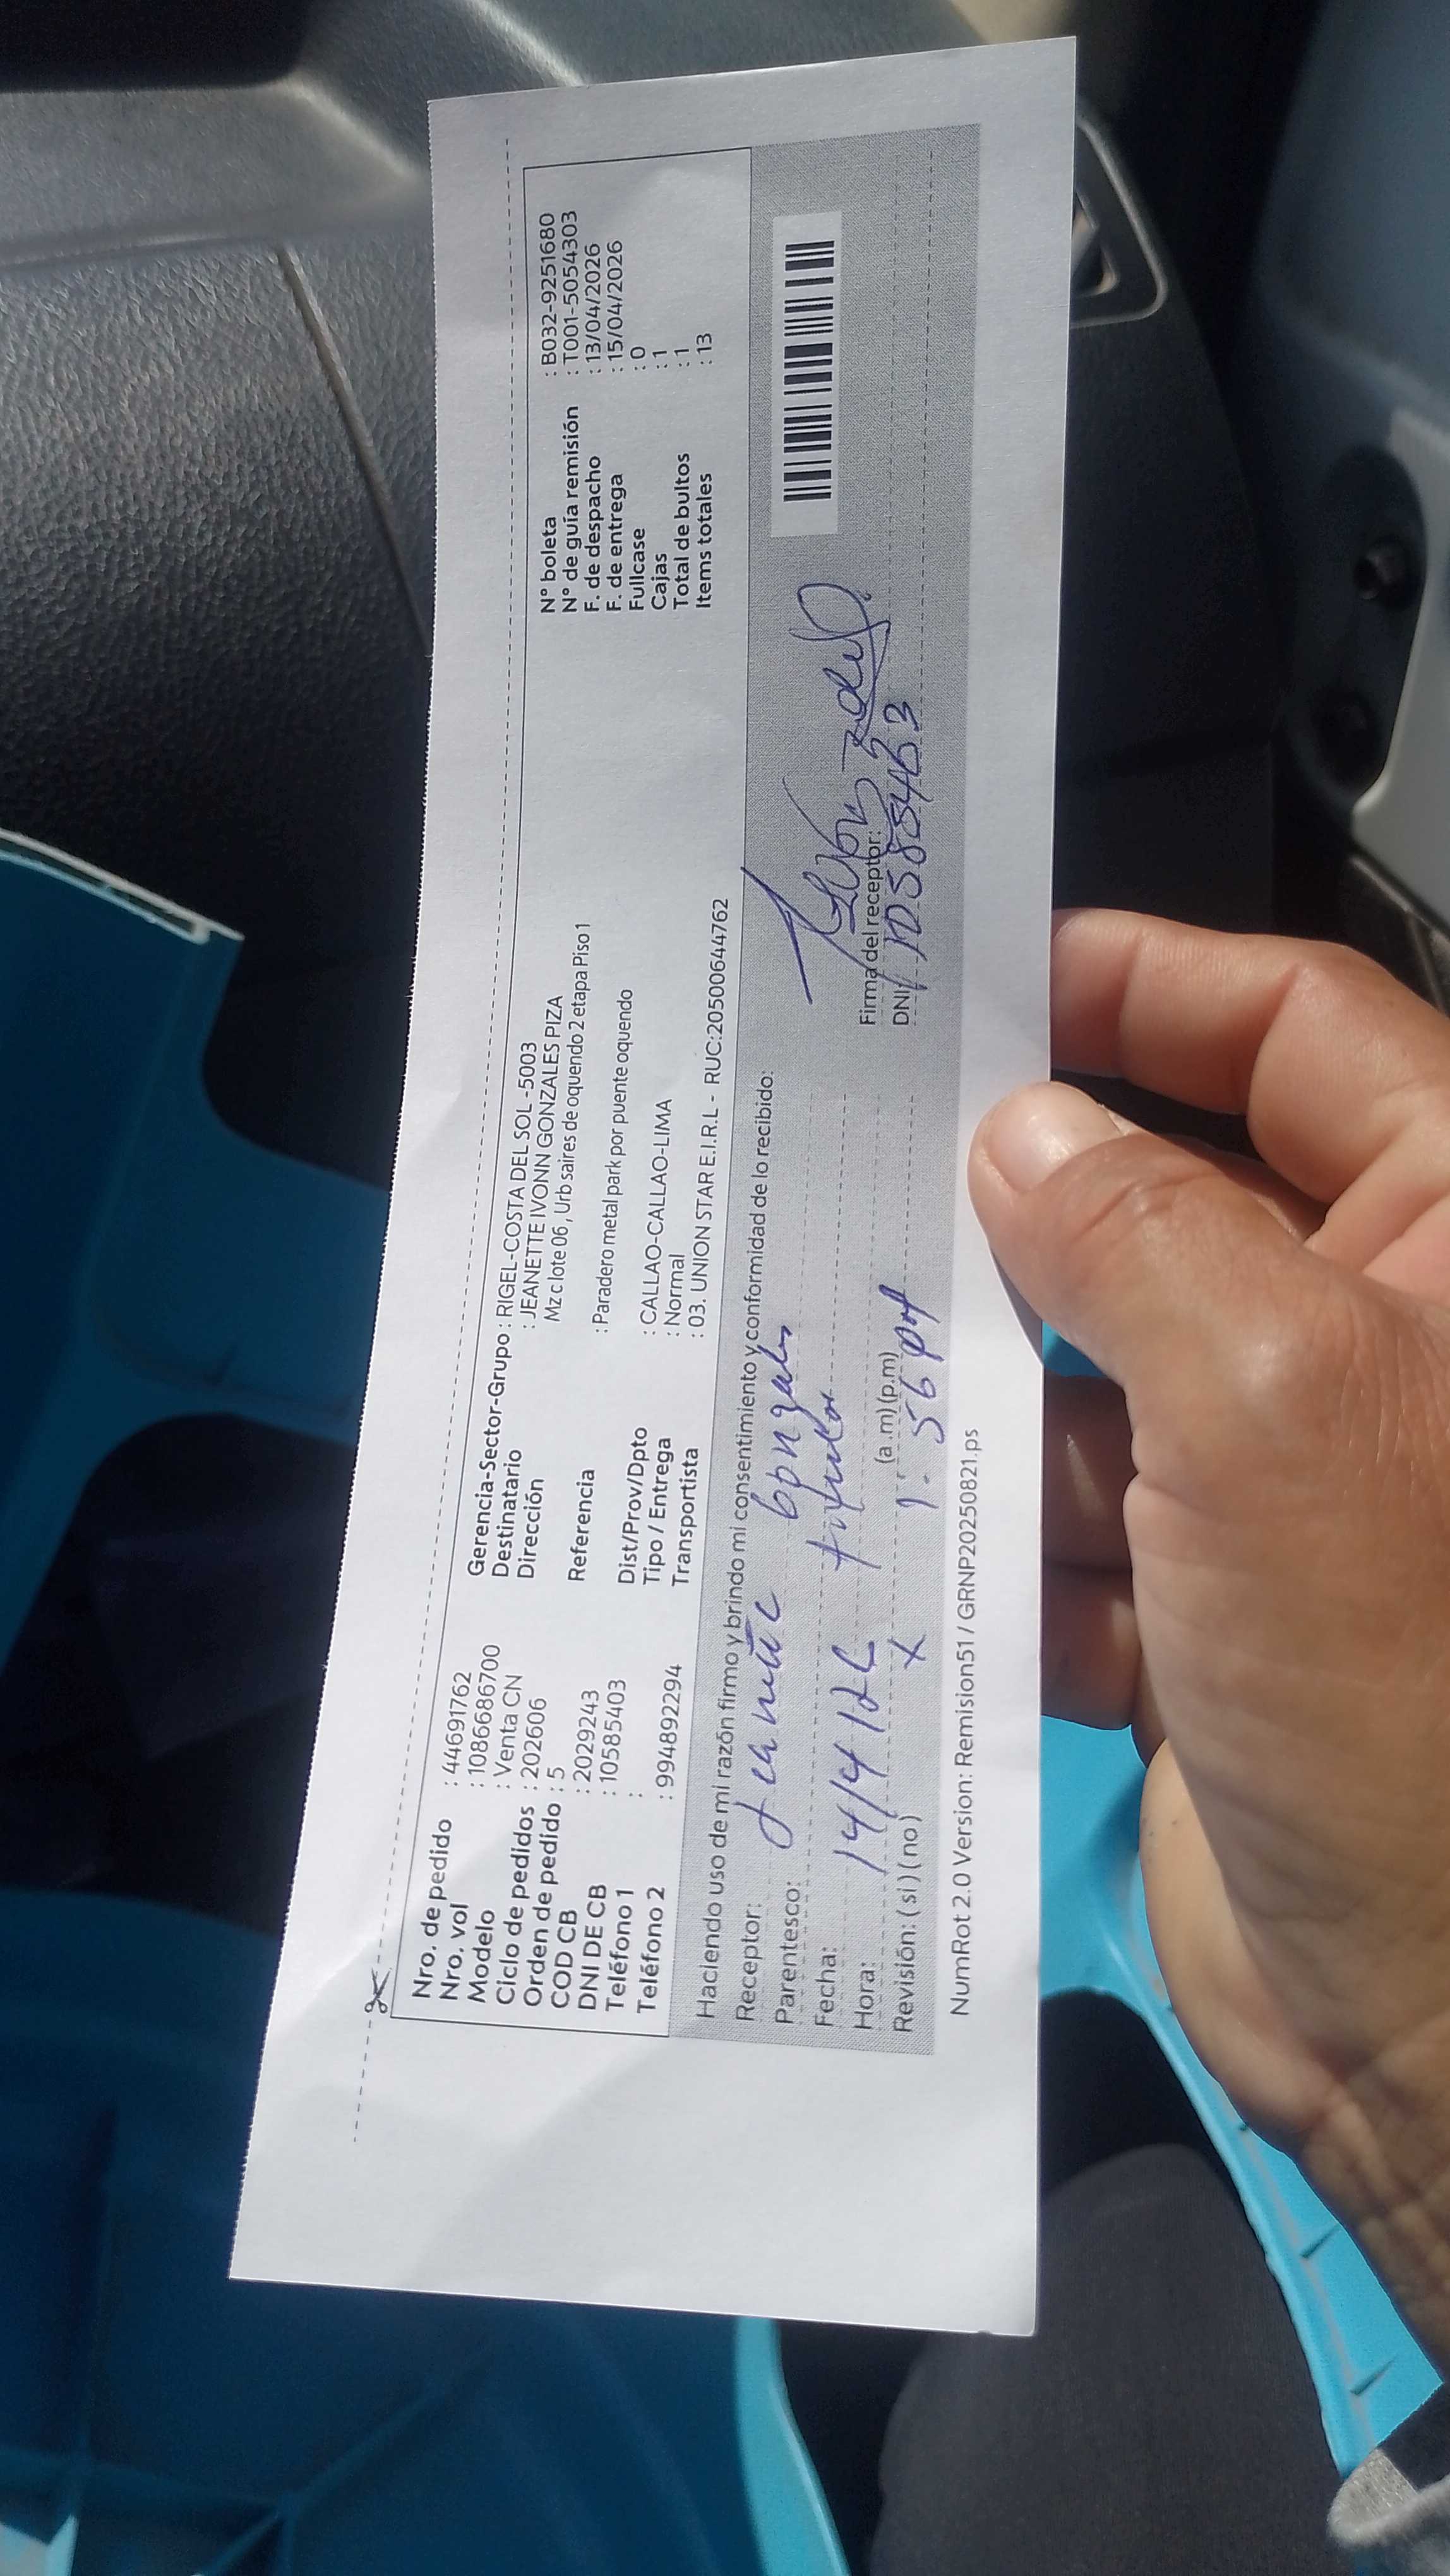 Nro. de pedido : 44691762
Nro. vol : 1086686700
Modelo : Venta CN
Ciclo de pedidos : 202606
Orden de pedido : 5
COD CB : 2029243
DNI DE CB : 10585403
Teléfono 1 :
Teléfono 2 : 994892294
Gerencia-Sector-Grupo : RIGEL-COSTA DEL SOL -5003
Destinatario : JEANETTE IVONN GONZALES PIZA
Dirección Mz c lote 06 , Urb saires de oquendo 2 etapa Piso 1
Referencia : Paradero metal park por puente oquendo
Dist/Prov/Dpto : CALLAO-CALLAO-LIMA
Tipo / Entrega : Normal
Transportista : 03. UNION STAR E.I.R.L - RUC:20500644762
N° boleta : B032-9251680
N° de guía remisión : T001-5054303
F. de despacho : 13/04/2026
F. de entrega : 15/04/2026
Fullcase : 0
Cajas : 1
Total de bultos : 1
Items totales : 13
Haciendo uso de mi razón firmo y brindo mi consentimiento y conformidad de lo recibido:
Receptor:
Parentesco: titular
Fecha: 14/4/26
Hora: (a.m) (p.m) 1.56 pm
Revisión: (si) (no) X
Firma del receptor:
DNI:
NumRot 2.0 Version: Remision51 / GRNP20250821.ps